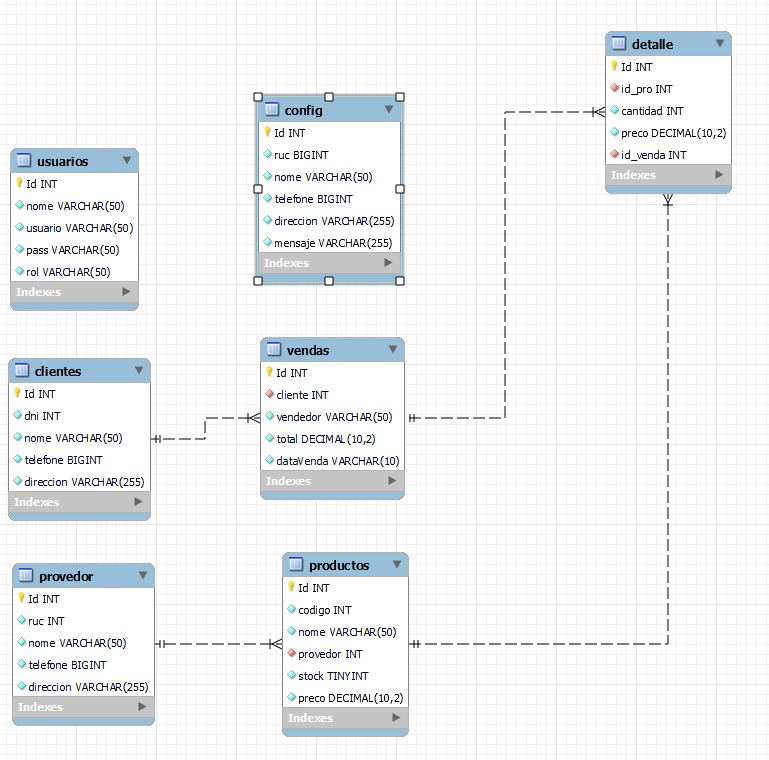 usuarios
Id INT
nome VARCHAR(50)
usuario VARCHAR(50)
pass VARCHAR(50)
rol VARCHAR(50)
Indexes
config
Id INT
ruc BIGINT
nome VARCHAR(50)
telefone BIGINT
direccion VARCHAR(255)
mensaje VARCHAR(255)
Indexes
detalle
Id INT
id_pro INT
cantidad INT
preco DECIMAL(10,2)
id_venda INT
Indexes
clientes
Id INT
dni INT
nome VARCHAR(50)
telefone BIGINT
direccion VARCHAR(255)
Indexes
vendas
Id INT
cliente INT
vendedor VARCHAR(50)
total DECIMAL(10,2)
dataVenda VARCHAR(10)
Indexes
provedor
Id INT
ruc INT
nome VARCHAR(50)
telefone BIGINT
direccion VARCHAR(255)
Indexes
productos
Id INT
codigo INT
nome VARCHAR(50)
provedor INT
stock TINYINT
preco DECIMAL(10,2)
Indexes